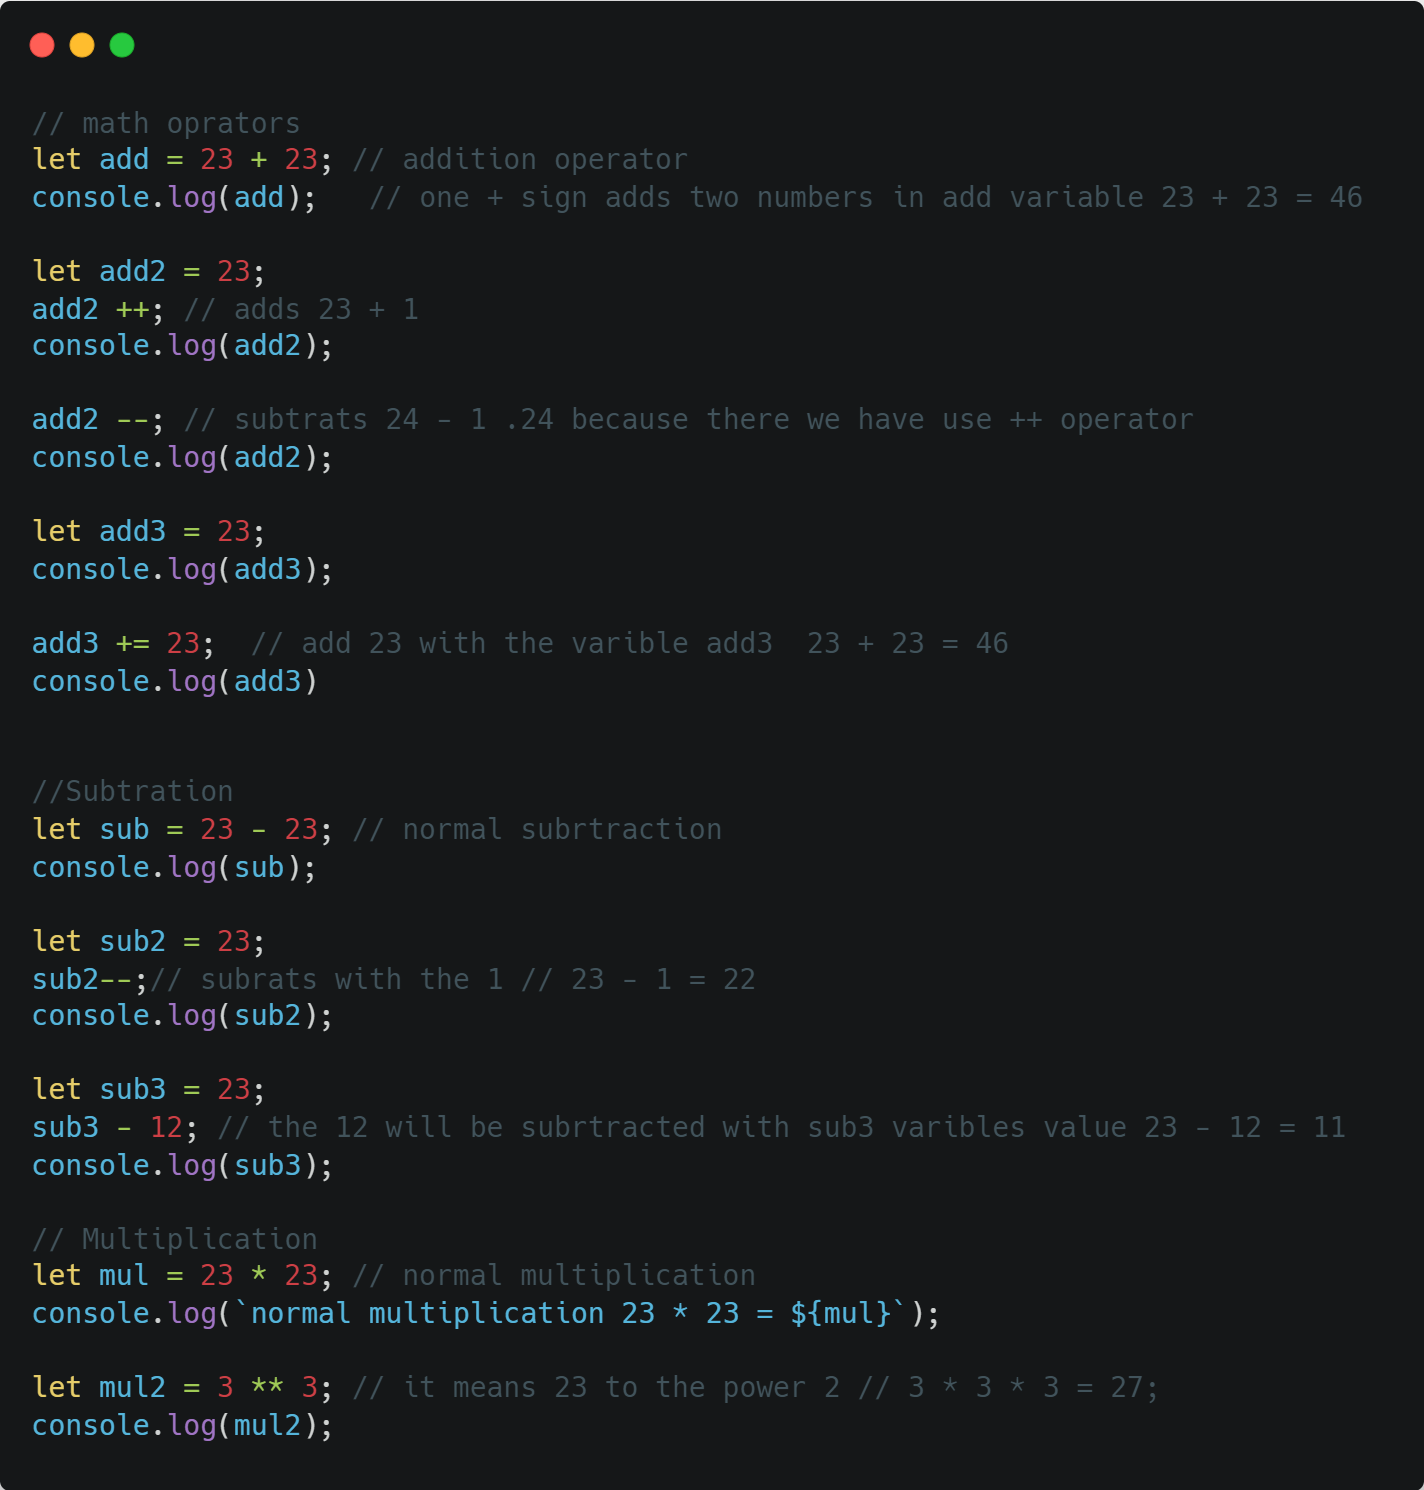 // math oprators
let add = 23 + 23; // addition operator
console.log(add);   // one + sign adds two numbers in add variable 23 + 23 = 46

let add2 = 23;
add2 ++; // adds 23 + 1
console.log(add2);

add2 --; // subtrats 24 - 1 .24 because there we have use ++ operator
console.log(add2);

let add3 = 23;
console.log(add3);

add3 += 23;  // add 23 with the varible add3  23 + 23 = 46
console.log(add3)

//Subtration
let sub = 23 - 23; // normal subrtraction
console.log(sub);

let sub2 = 23;
sub2--;// subrats with the 1 // 23 - 1 = 22
console.log(sub2);

let sub3 = 23;
sub3 - 12; // the 12 will be subrtracted with sub3 varibles value 23 - 12 = 11
console.log(sub3);

// Multiplication
let mul = 23 * 23; // normal multiplication
console.log(`normal multiplication 23 * 23 = ${mul}`);

let mul2 = 3 ** 3; // it means 23 to the power 2 // 3 * 3 * 3 = 27;
console.log(mul2);